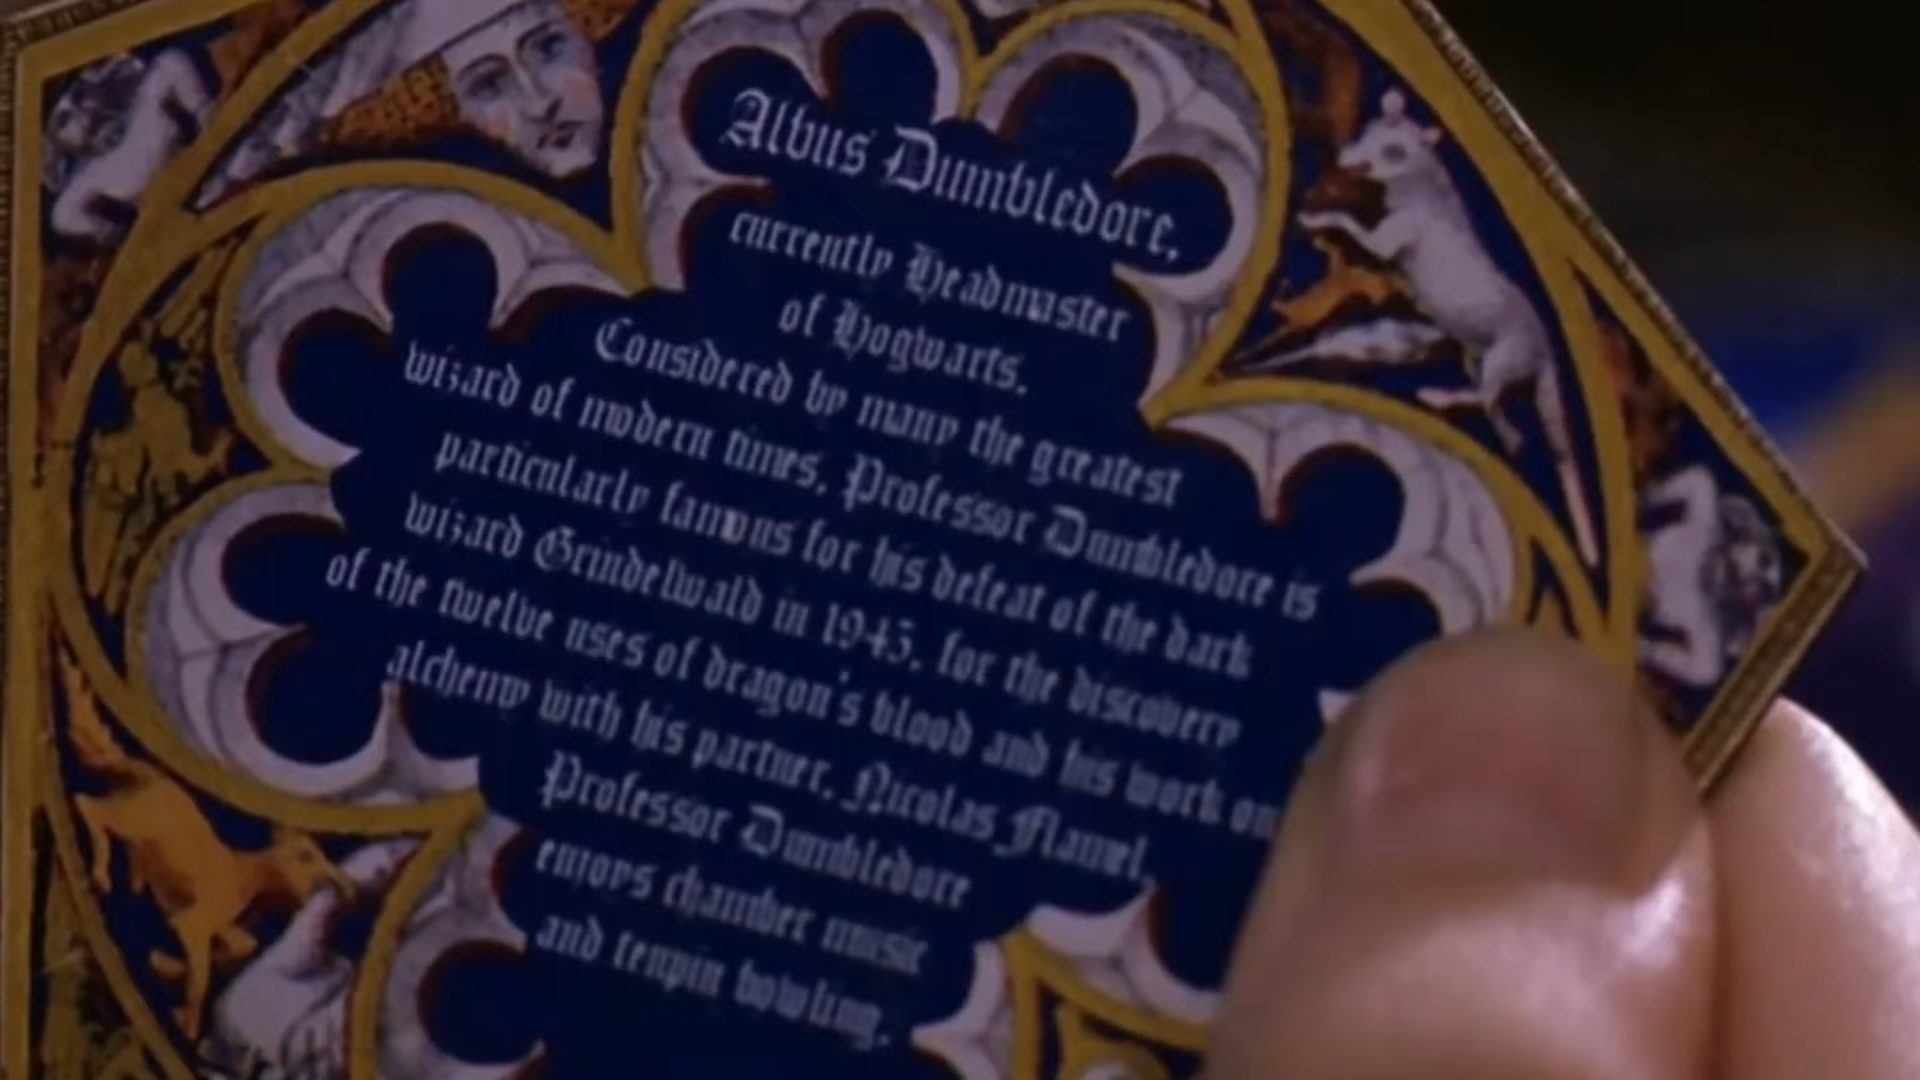 Albus Dumbledore,
currently Headmaster
of Hogwarts.
Considered by many the greatest
wizard of modern times, Professor Dumbledore is
particularly famous for his defeat of the dark
wizard Grindelwald in 1945, for the discovery
of the twelve uses of dragon's blood and his work on
alchemy with his partner, Nicolas Flamel.
Professor Dumbledore
enjoys chamber music
and tenpin bowling.